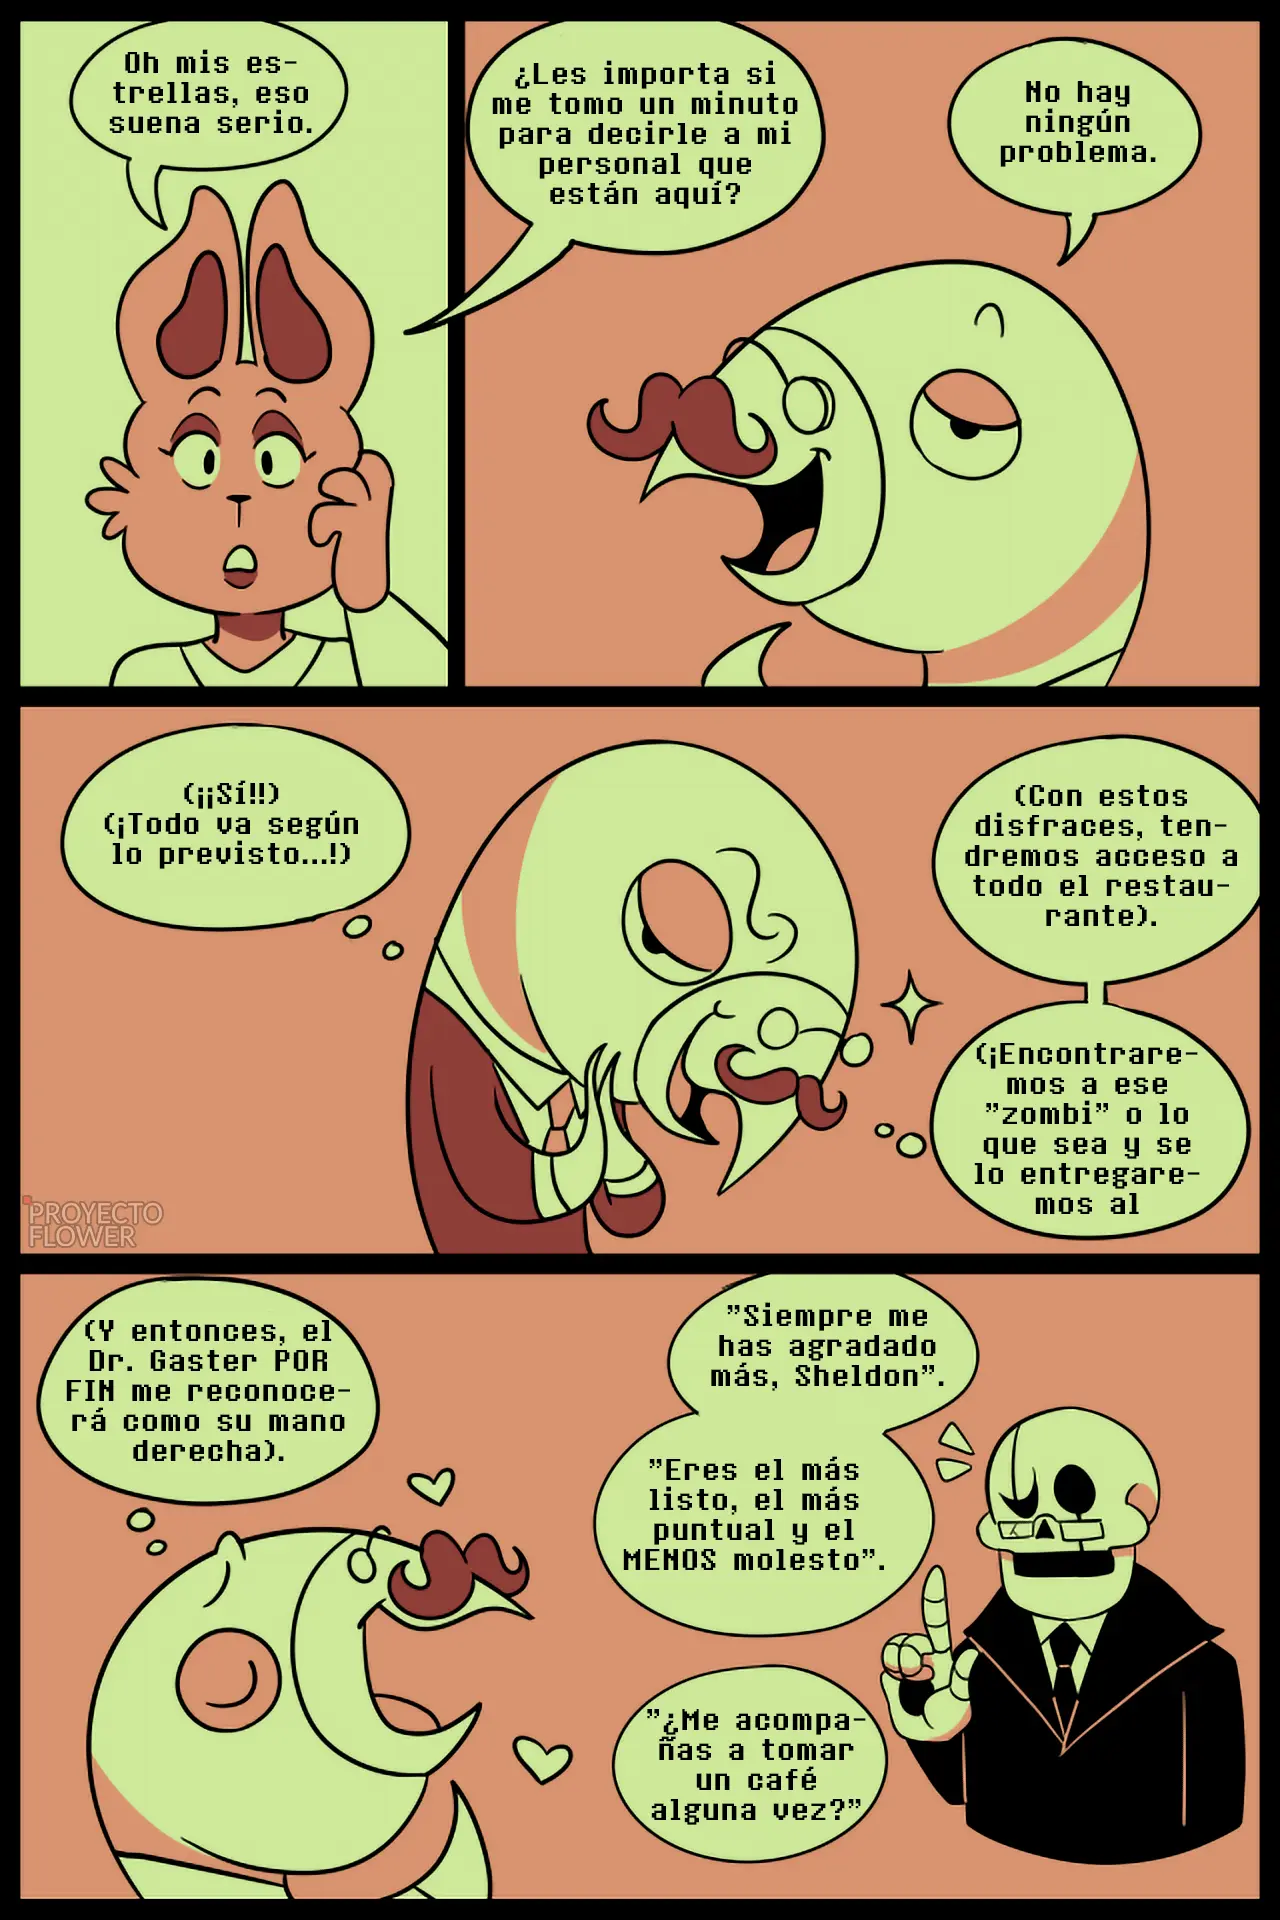 Oh mis es-
trellas, eso
suena serio.
¿Les importa si
me tomo un minuto
para decirle a mi
personal que
están aquí?
No hay
ningún
problema.
(¡¡Sí!!)
(¡Todo va según
lo previsto...!)
(Con estos
disfraces, ten-
dremos acceso a
todo el restau-
rante).
(¡Encontrare-
mos a ese
"zombi" o lo
que sea y se
lo entregare-
mos al
PROYECTO
FLOWER
(Y entonces, el
Dr. Gaster POR
FIN me reconoce-
rá como su mano
derecha).
"Siempre me
has agradado
más, Sheldon".
"Eres el más
listo, el más
puntual y el
MENOS molesto".
"¿Me acompa-
ñas a tomar
un café
alguna vez?"